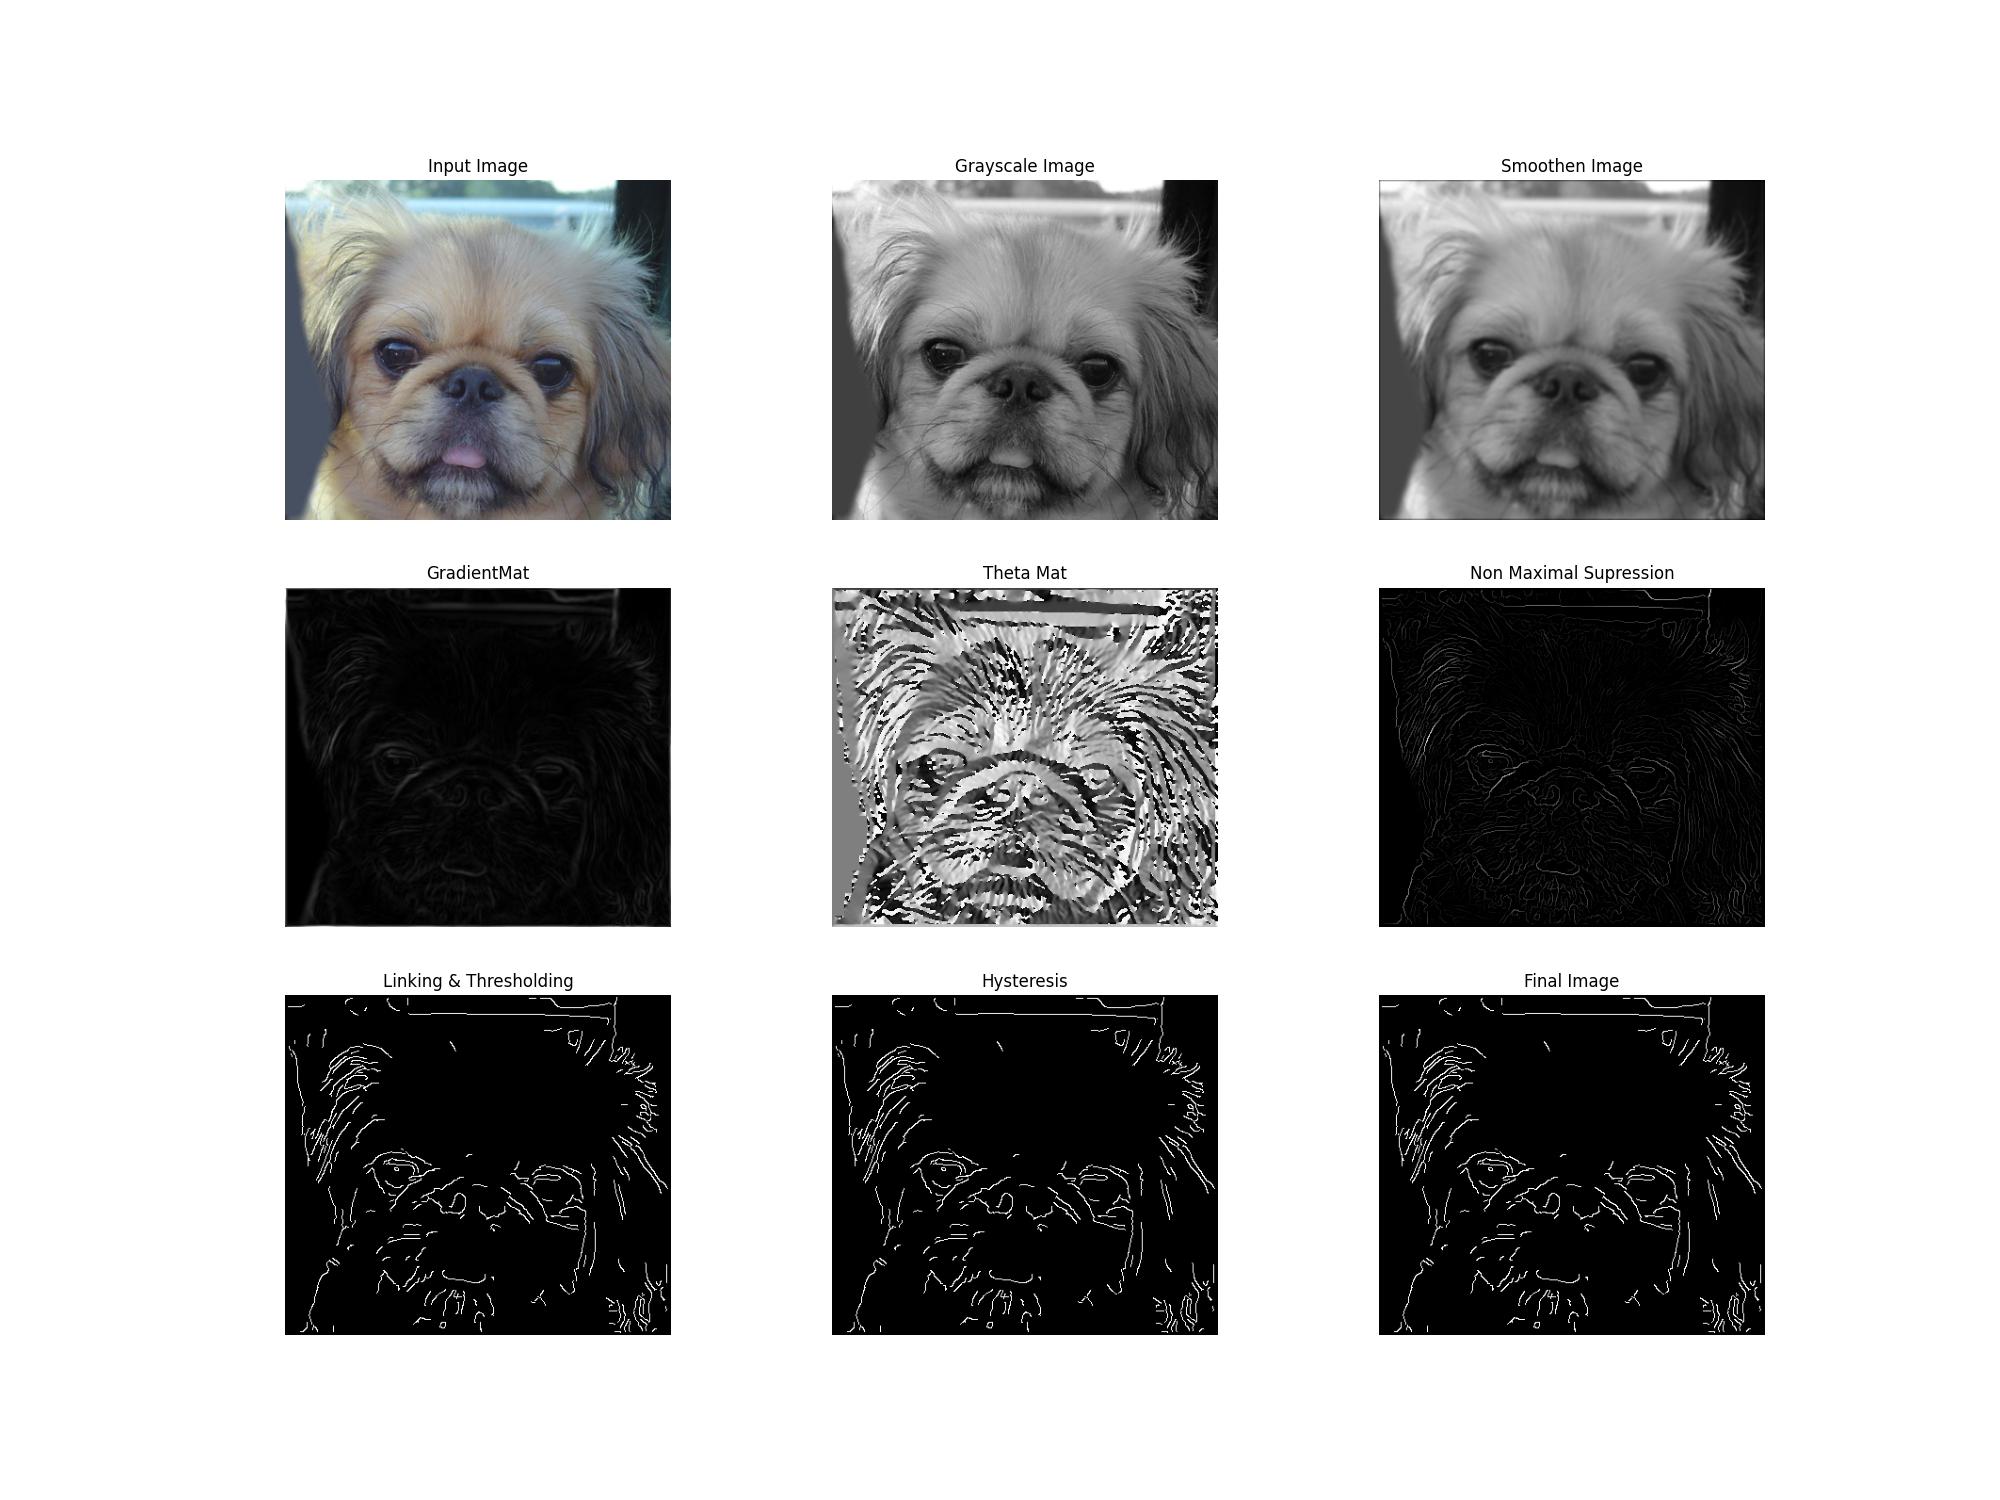 Input Image
Grayscale Image
Smoothen Image
GradientMat
Theta Mat
Non Maximal Supression
Linking & Thresholding
Hysteresis
Final Image